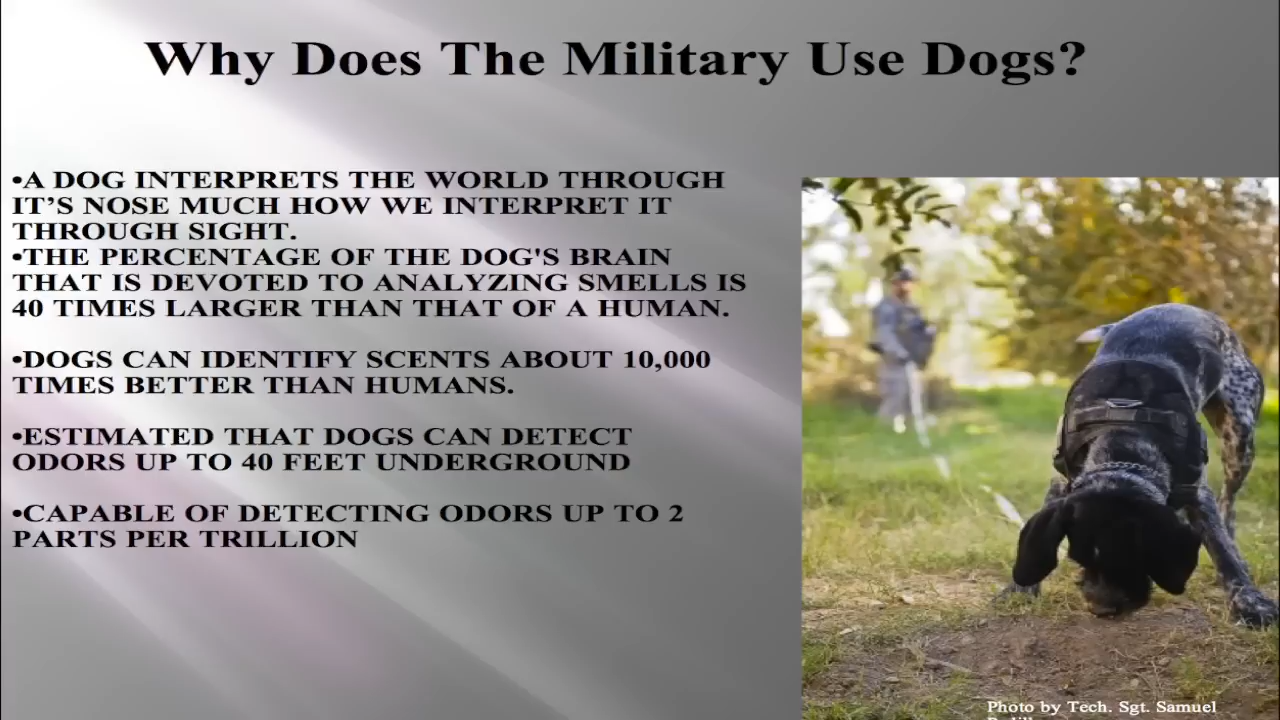 Why Does The Military Use Dogs?
•A DOG INTERPRETS THE WORLD THROUGH
IT’S NOSE MUCH HOW WE INTERPRET IT
THROUGH SIGHT.
•THE PERCENTAGE OF THE DOG'S BRAIN
THAT IS DEVOTED TO ANALYZING SMELLS IS
40 TIMES LARGER THAN THAT OF A HUMAN.
•DOGS CAN IDENTIFY SCENTS ABOUT 10,000
TIMES BETTER THAN HUMANS.
•ESTIMATED THAT DOGS CAN DETECT
ODORS UP TO 40 FEET UNDERGROUND
•CAPABLE OF DETECTING ODORS UP TO 2
PARTS PER TRILLION
Photo by Tech. Sgt. Samuel